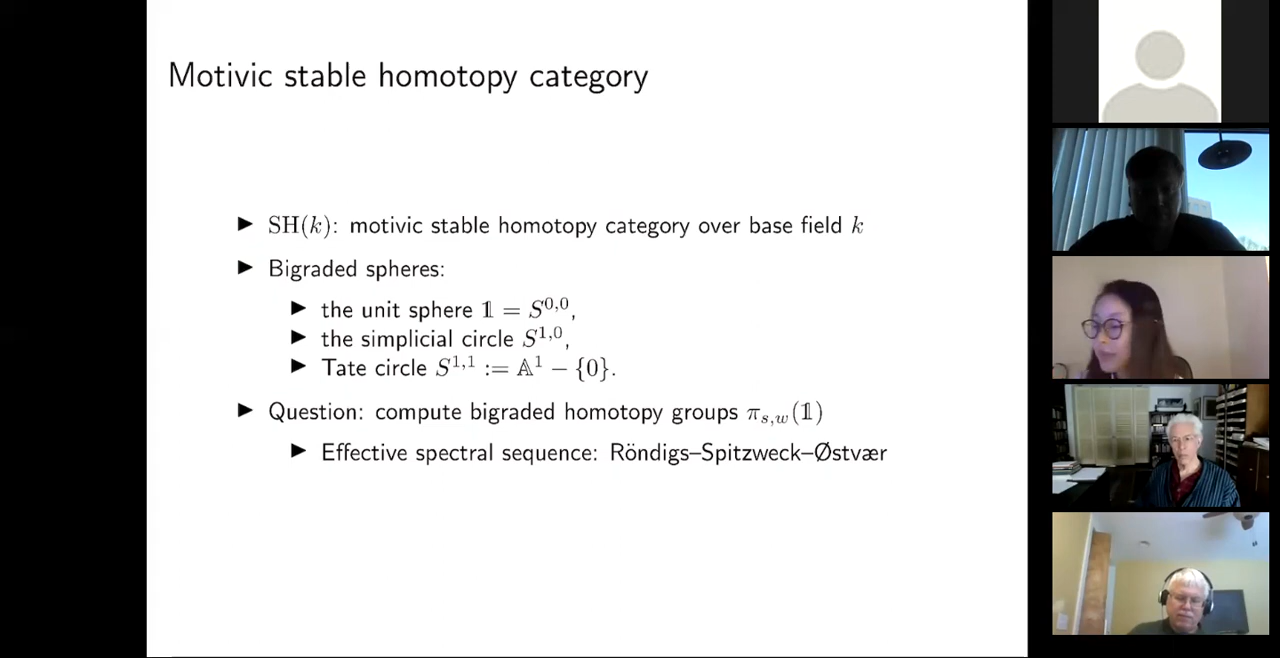 Motivic stable homotopy category
▶ SH(k): motivic stable homotopy category over base field k
▶ Bigraded spheres:
▶ the unit sphere 𝟙 = S^{0,0},
▶ the simplicial circle S^{1,0},
▶ Tate circle S^{1,1} := 𝔸^1 − {0}.
▶ Question: compute bigraded homotopy groups π_{s,w}(𝟙)
▶ Effective spectral sequence: Röndigs–Spitzweck–Østvær